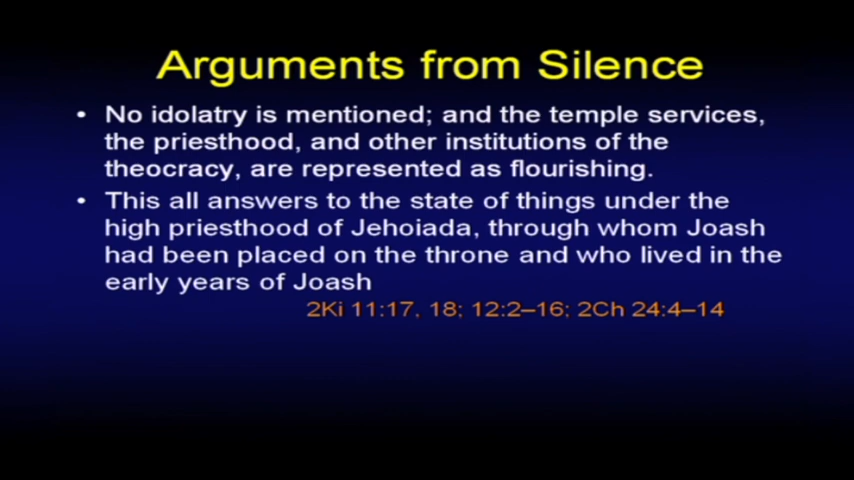 Arguments from Silence
• No idolatry is mentioned; and the temple services,
the priesthood, and other institutions of the
theocracy, are represented as flourishing.
• This all answers to the state of things under the
high priesthood of Jehoiada, through whom Joash
had been placed on the throne and who lived in the
early years of Joash
2Ki 11:17, 18; 12:2–16; 2Ch 24:4–14